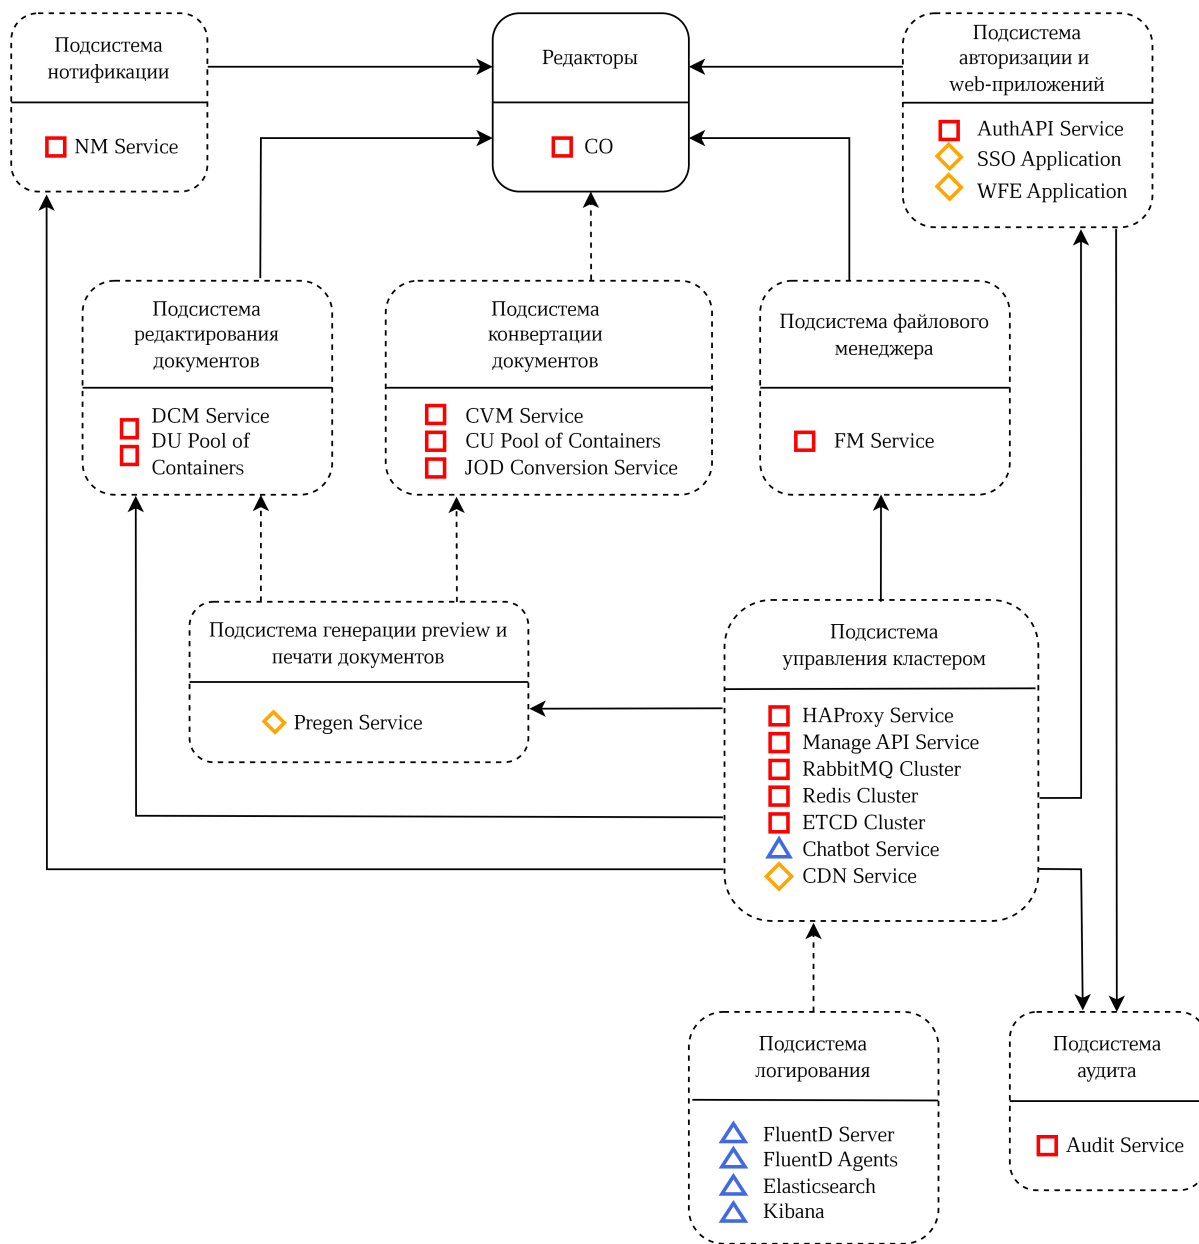 Подсистема
нотификации
NM Service
Редакторы
CO
Подсистема
авторизации и
web-приложений
AuthAPI Service
SSO Application
WFE Application
Подсистема
редактирования
документов
DCM Service
DU Pool of
Containers
Подсистема
конвертации
документов
CVM Service
CU Pool of Containers
JOD Conversion Service
Подсистема файлового
менеджера
FM Service
Подсистема генерации preview и
печати документов
Pregen Service
Подсистема
управления кластером
HAProxy Service
Manage API Service
RabbitMQ Cluster
Redis Cluster
ETCD Cluster
Chatbot Service
CDN Service
Подсистема
логирования
FluentD Server
FluentD Agents
Elasticsearch
Kibana
Подсистема
аудита
Audit Service